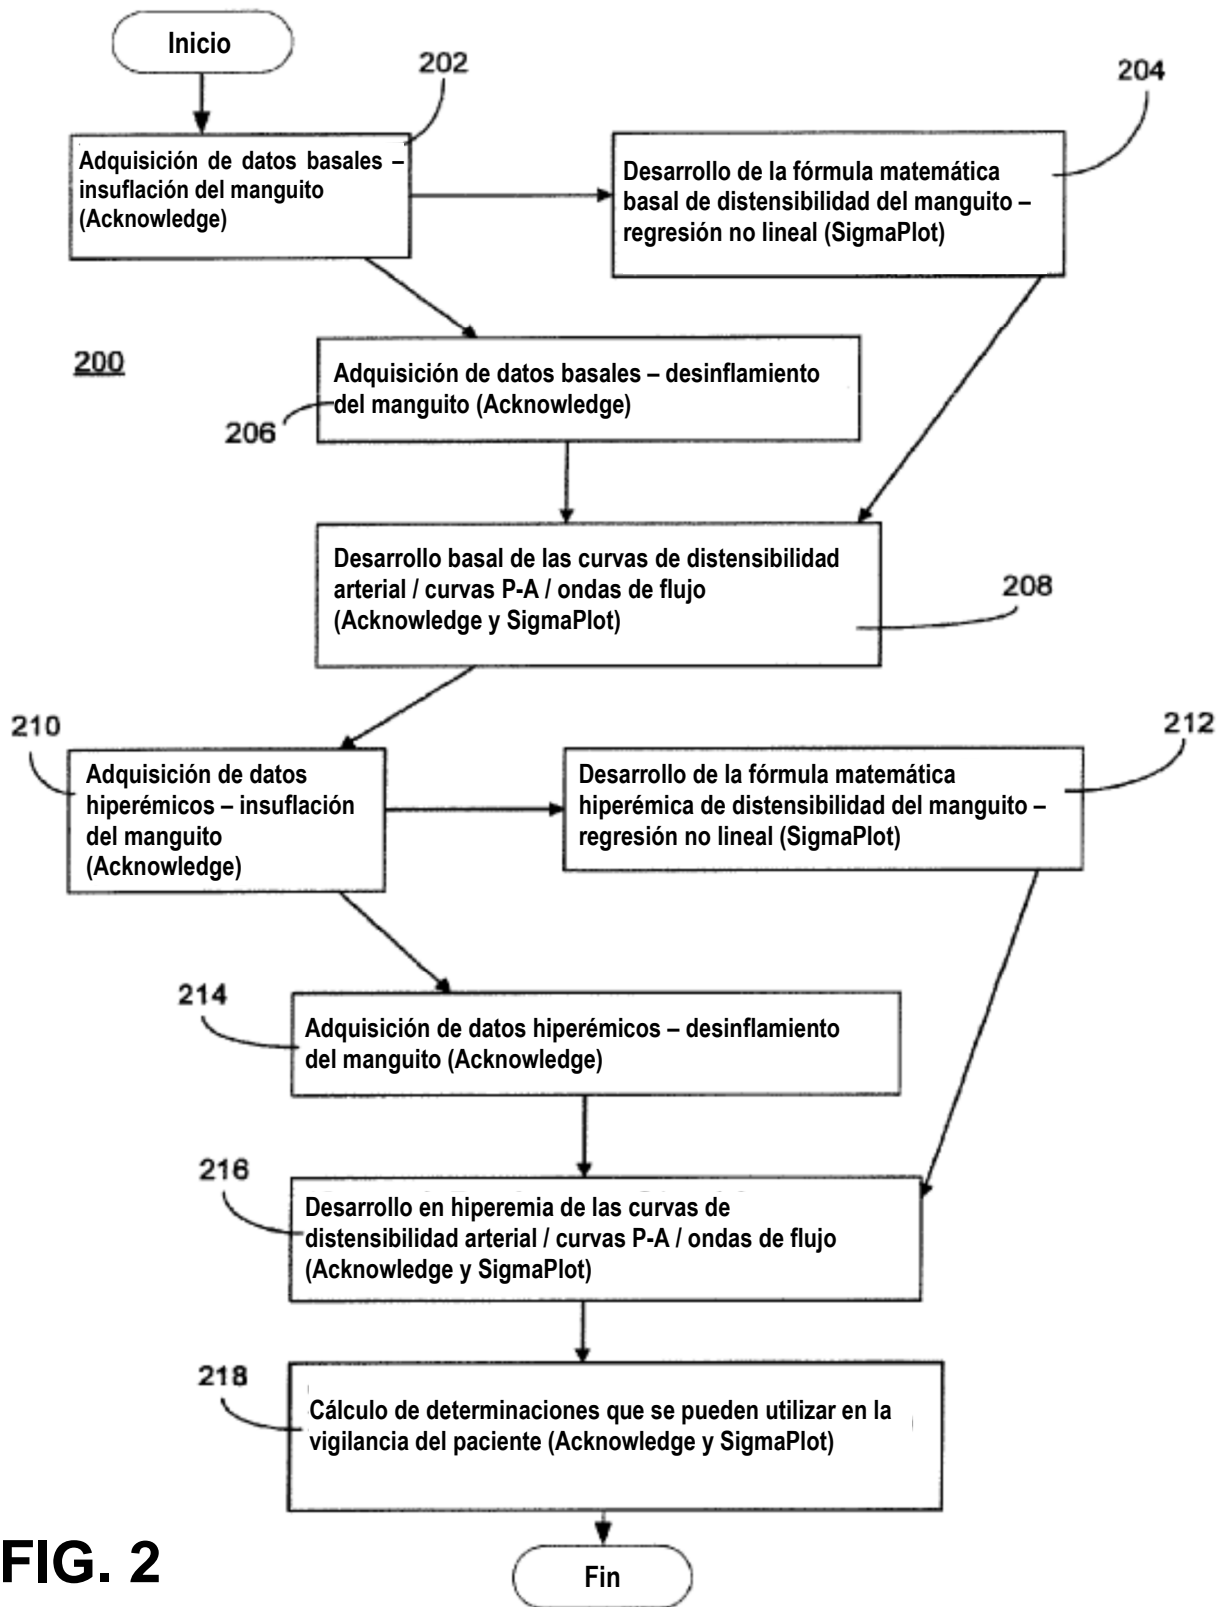 Inicio
202
204
Adquisición de datos basales –
insuflación del manguito
(Acknowledge)
Desarrollo de la fórmula matemática
basal de distensibilidad del manguito –
regresión no lineal (SigmaPlot)
200
Adquisición de datos basales – desinflamiento
del manguito (Acknowledge)
206
Desarrollo basal de las curvas de distensibilidad
arterial / curvas P-A / ondas de flujo
(Acknowledge y SigmaPlot)
208
210
212
Adquisición de datos
hiperémicos – insuflación
del manguito
(Acknowledge)
Desarrollo de la fórmula matemática
hiperémica de distensibilidad del manguito –
regresión no lineal (SigmaPlot)
214
Adquisición de datos hiperémicos – desinflamiento
del manguito (Acknowledge)
216
Desarrollo en hiperemia de las curvas de
distensibilidad arterial / curvas P-A / ondas de flujo
(Acknowledge y SigmaPlot)
218
Cálculo de determinaciones que se pueden utilizar en la
vigilancia del paciente (Acknowledge y SigmaPlot)
FIG. 2
Fin